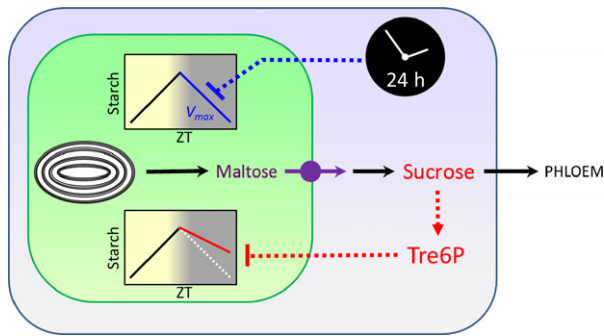 24 h
Starch
Vmax
ZT
Maltose
Sucrose
PHLOEM
Tre6P
Starch
ZT